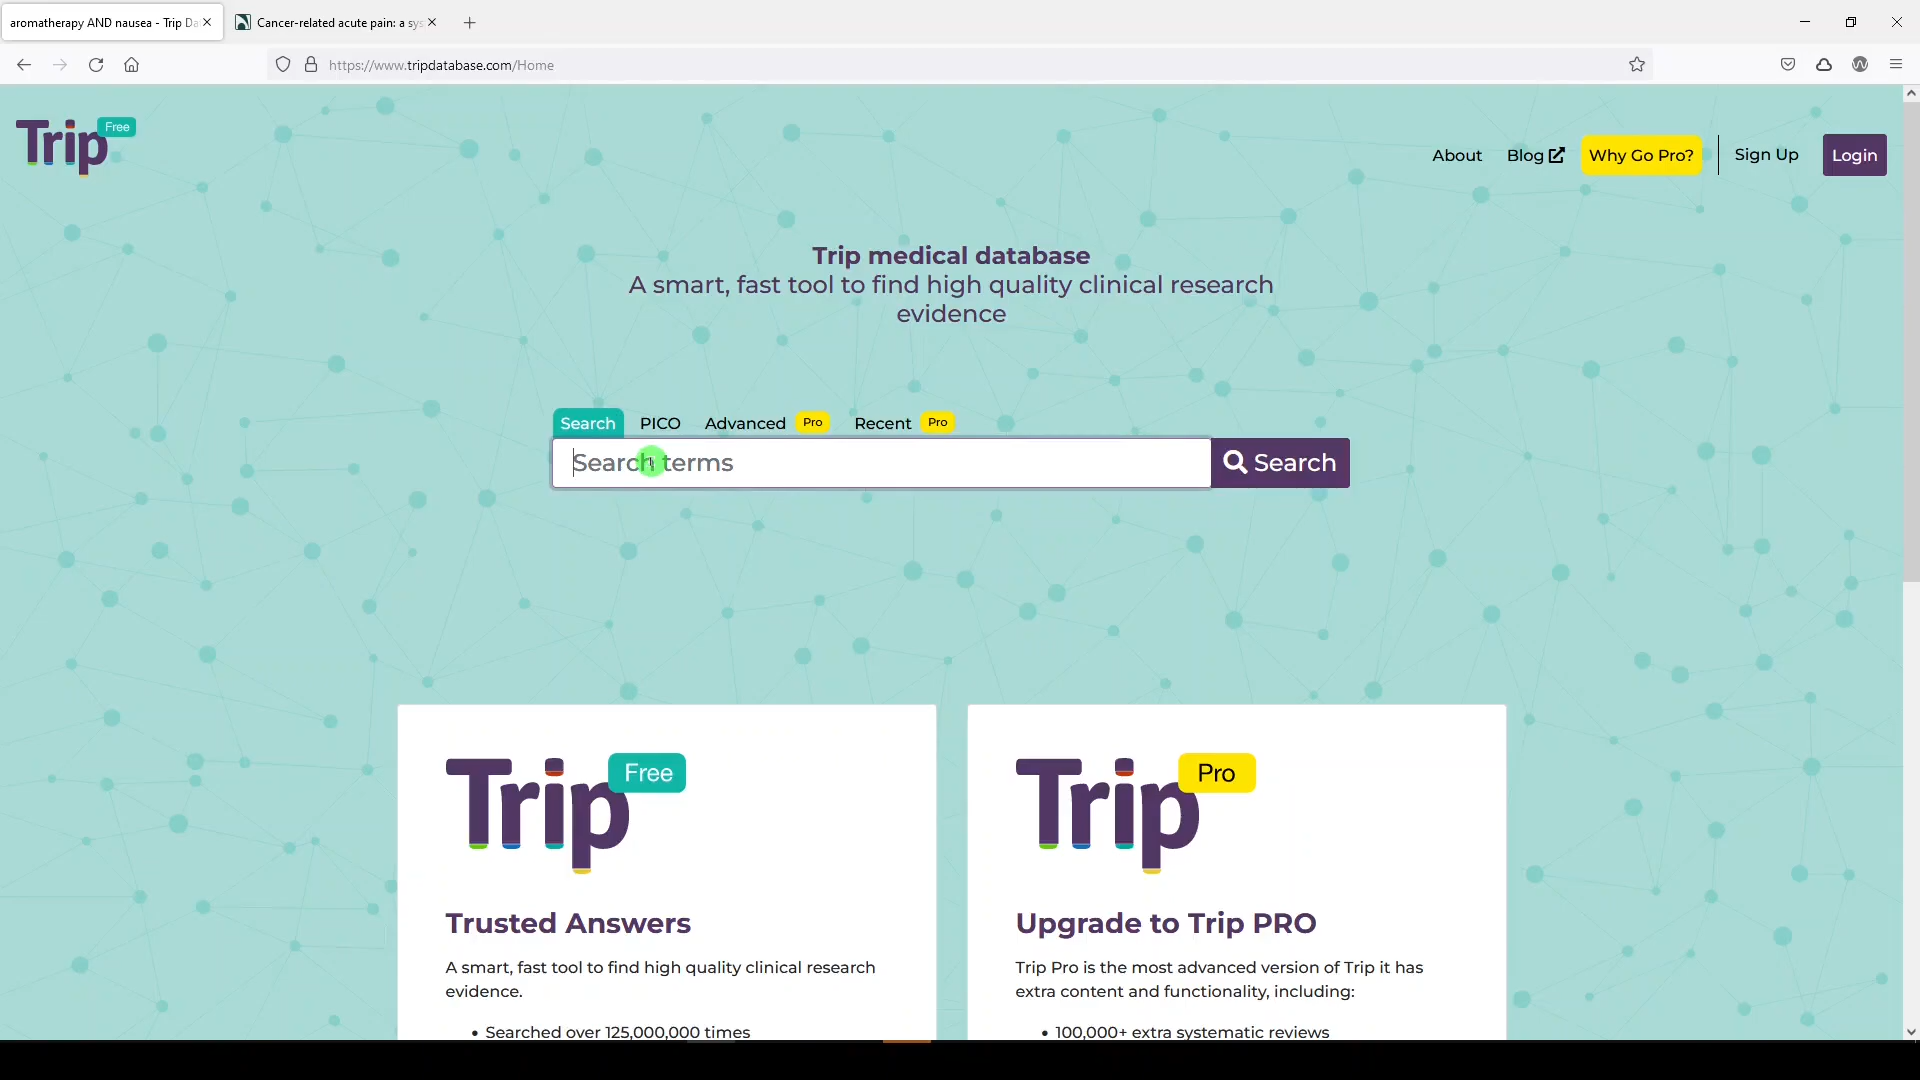 aromatherapy AND nausea - Trip Da
Cancer-related acute pain: a sys
https://www.tripdatabase.com/Home
Trip Free
About
Blog
Why Go Pro?
Sign Up
Login
Trip medical database
A smart, fast tool to find high quality clinical research
evidence
Search
PICO
Advanced Pro
Recent Pro
Search terms
Search
Trip Free
Trusted Answers
A smart, fast tool to find high quality clinical research
evidence.
• Searched over 125,000,000 times
Trip Pro
Upgrade to Trip PRO
Trip Pro is the most advanced version of Trip it has
extra content and functionality, including:
• 100,000+ extra systematic reviews